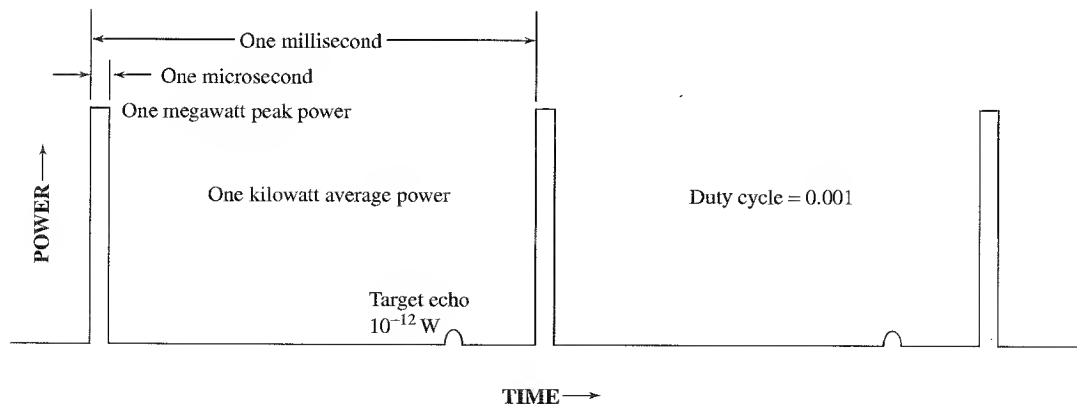 One millisecond
One microsecond
One megawatt peak power
One kilowatt average power
Duty cycle = 0.001
Target echo
10⁻¹² W
POWER
TIME